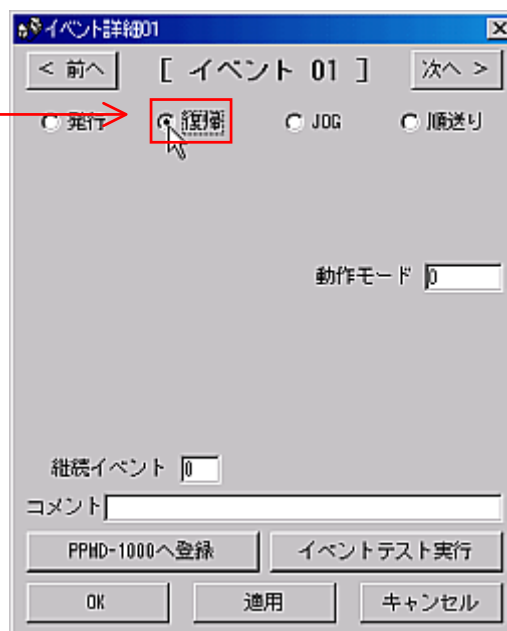 イベント詳細01
< 前へ [ イベント 01 ] 次へ >
発行 復帰 JOG 順送り
動作モード 0
継続イベント 0
コメント
PPMD-1000へ登録 イベントテスト実行
OK 適用 キャンセル